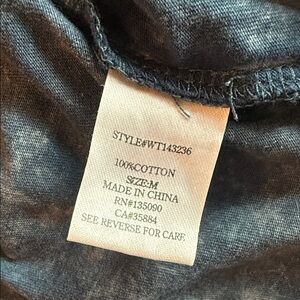 STYLE#WT143236
100%COTTON
SIZE:M
MADE IN CHINA
RN#135090
CA#35884
SEE REVERSE FOR CARE